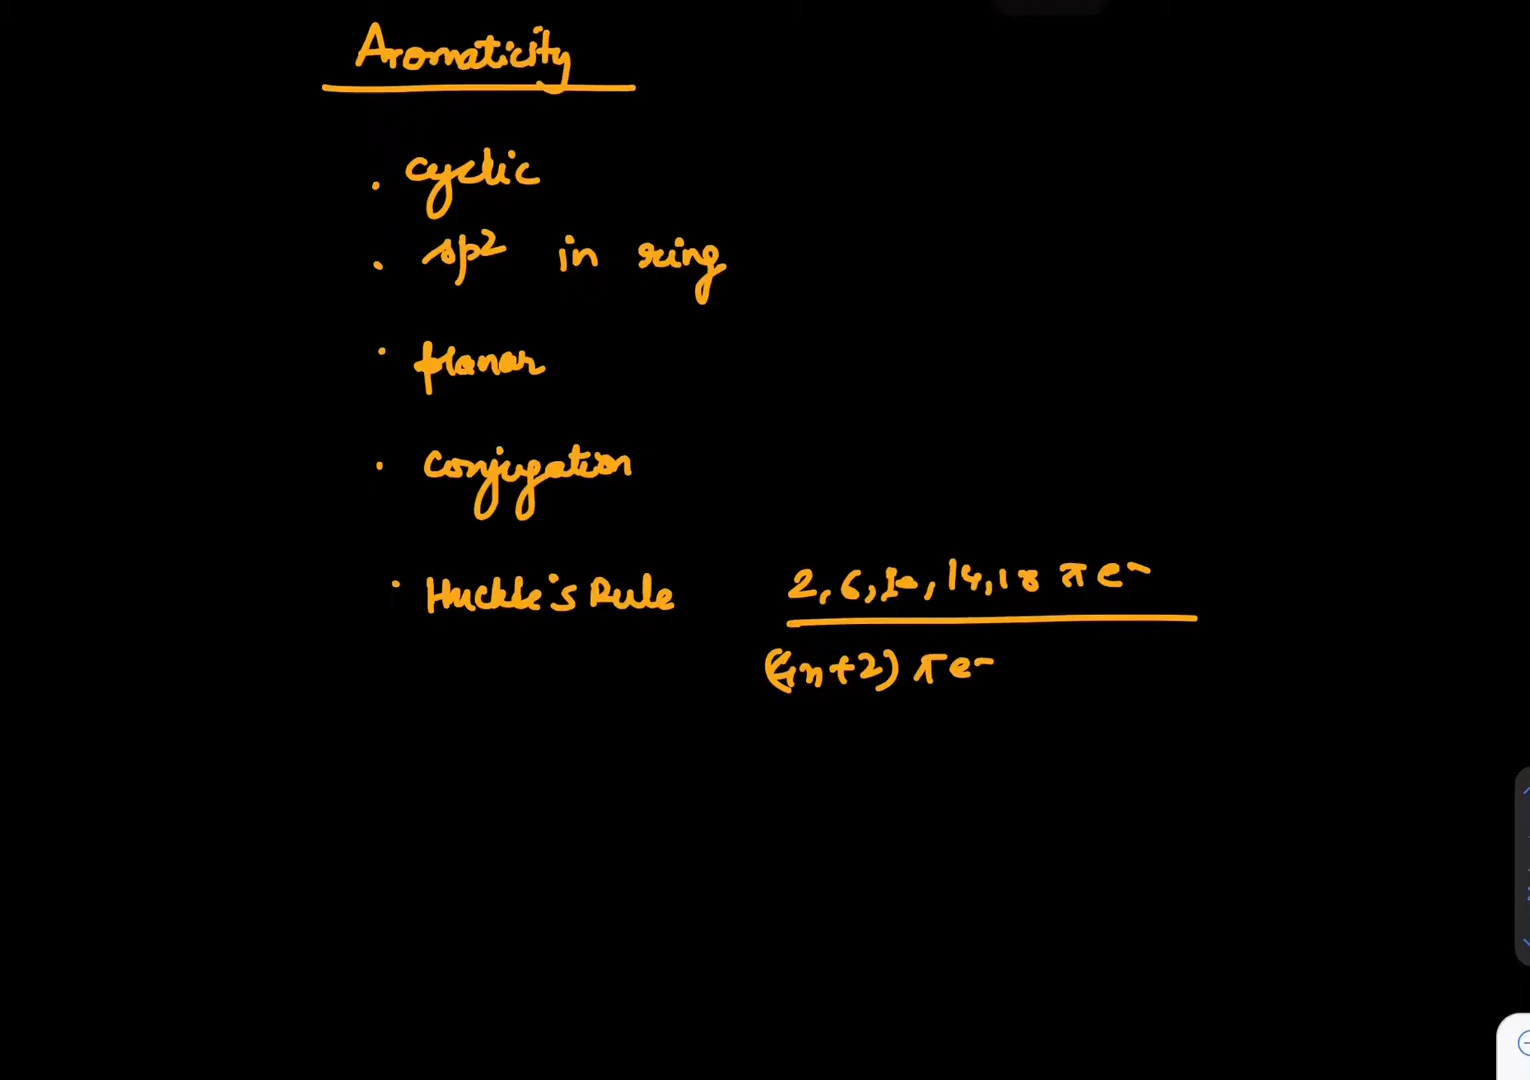 Aromaticity
. cyclic
. sp² in ring
· planar
· Conjugation
· Huckle's Rule 2, 6, 10, 14, 18 π e⁻
(4n+2) π e⁻